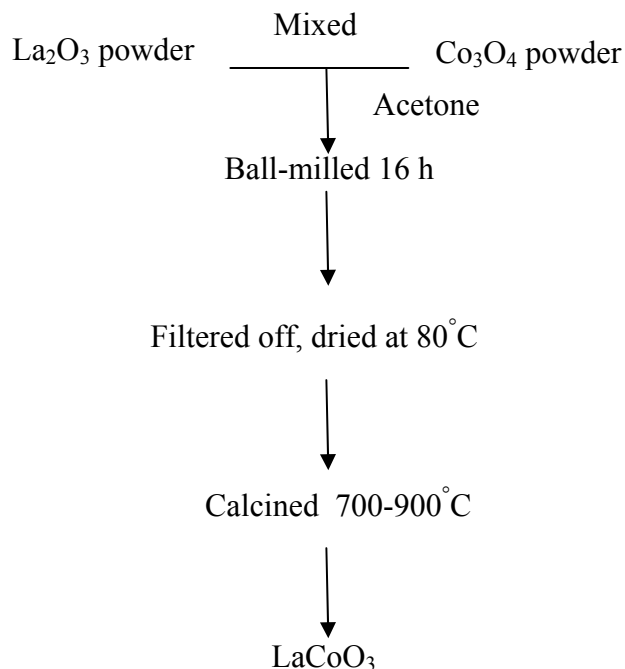 Mixed
La₂O₃ powder
Co₃O₄ powder
Acetone
Ball-milled 16 h
Filtered off, dried at 80°C
Calcined 700-900°C
LaCoO₃